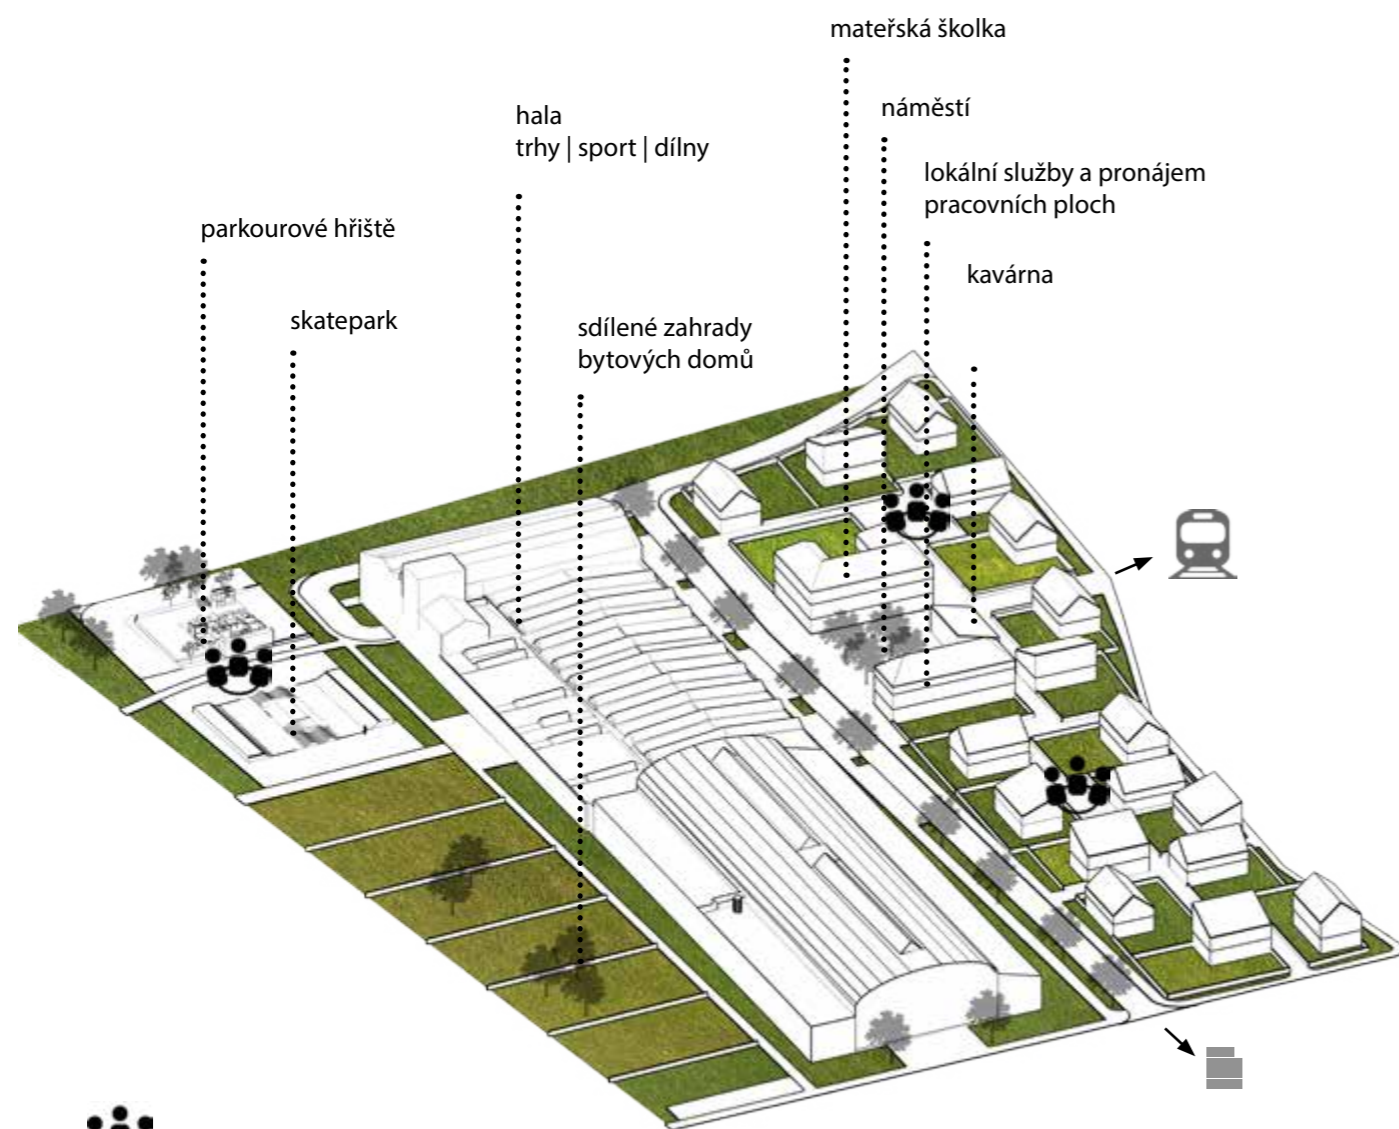 mateřská školka
náměstí
hala
trhy | sport | dílny
lokální služby a pronájem
pracovních ploch
parkourové hřiště
kavárna
skatepark
sdílené zahrady
bytových domů